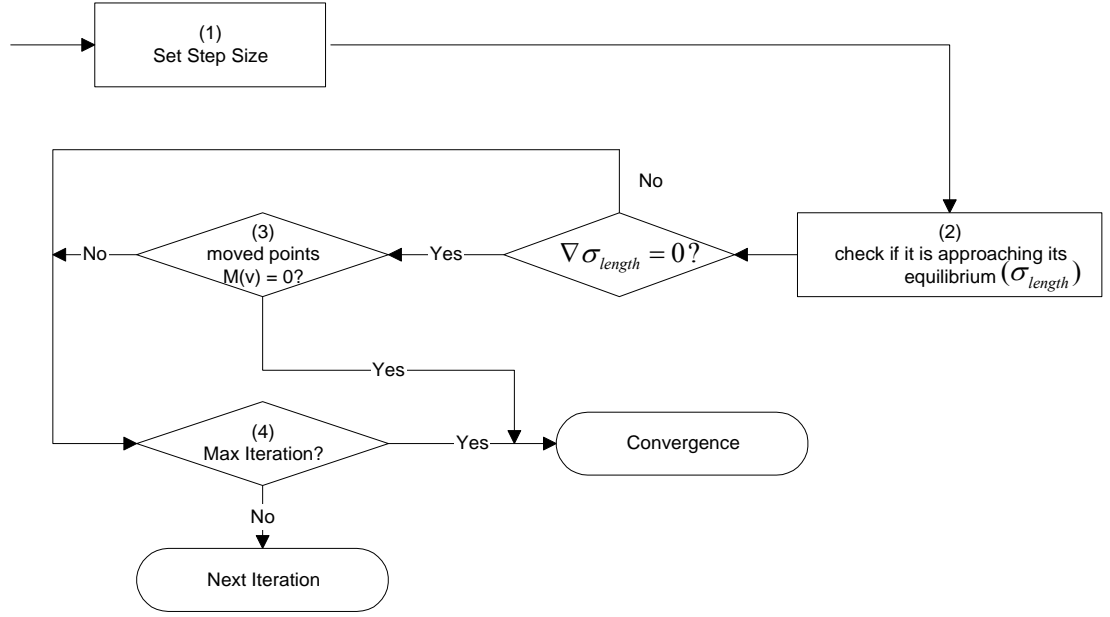 (1)
Set Step Size
No
(3)
moved points
M(v) = 0?
No
Yes
∇σ_length = 0?
(2)
check if it is approaching its
equilibrium (σ_length)
Yes
(4)
Max Iteration?
Yes
Convergence
No
Next Iteration